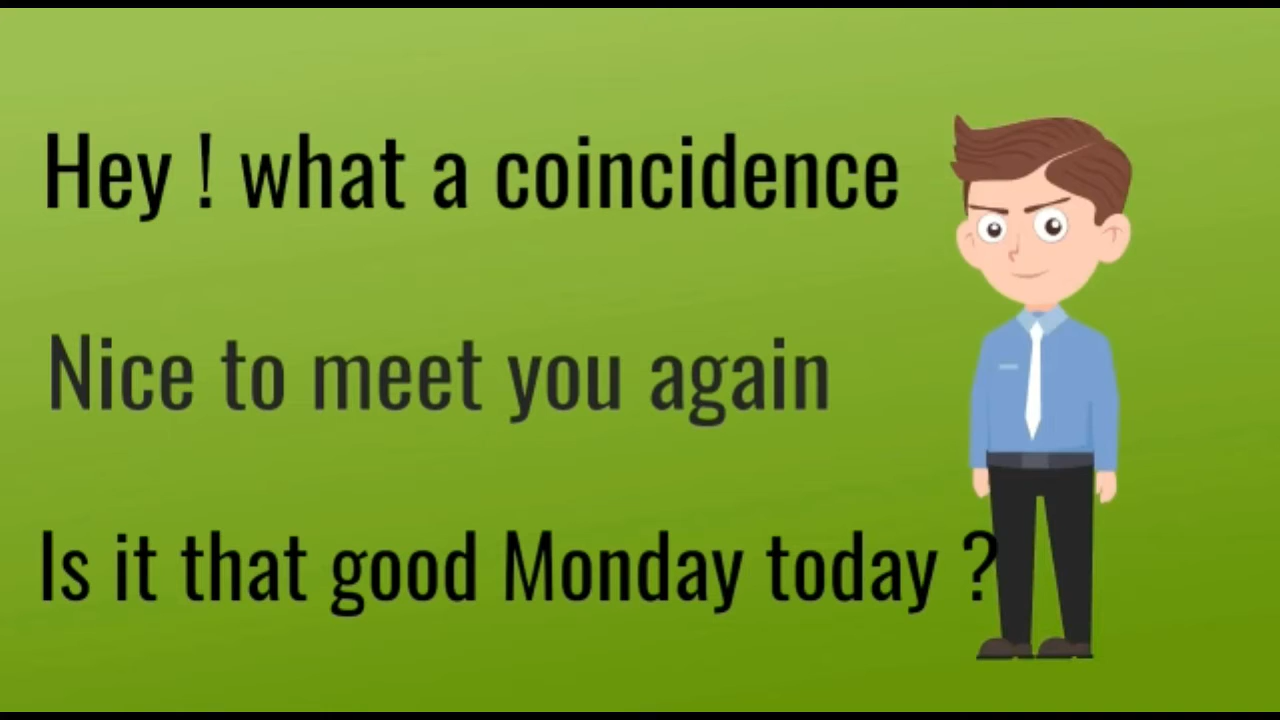 Hey ! what a coincidence
Nice to meet you again
Is it that good Monday today ?